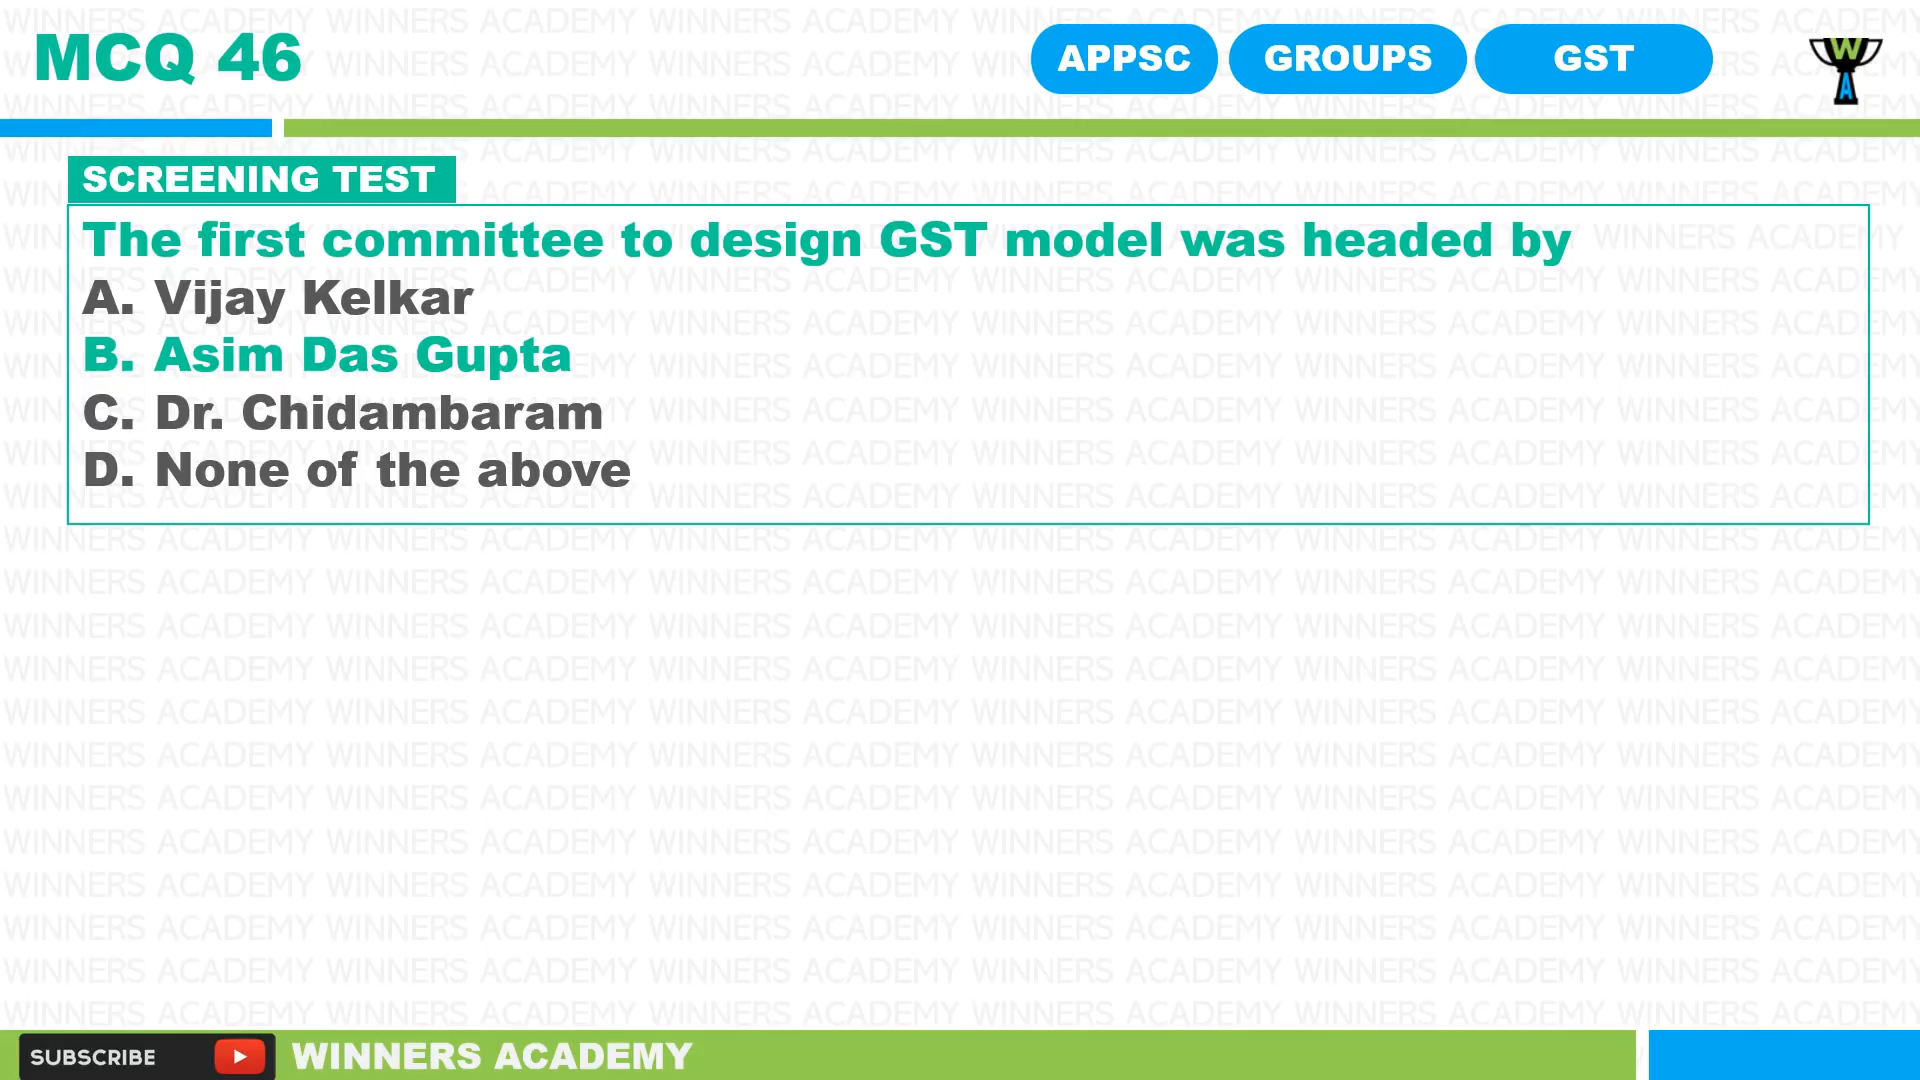 MCQ 46
APPSC
GROUPS
GST
W
A
SCREENING TEST
The first committee to design GST model was headed by
A. Vijay Kelkar
B. Asim Das Gupta
C. Dr. Chidambaram
D. None of the above
SUBSCRIBE
WINNERS ACADEMY